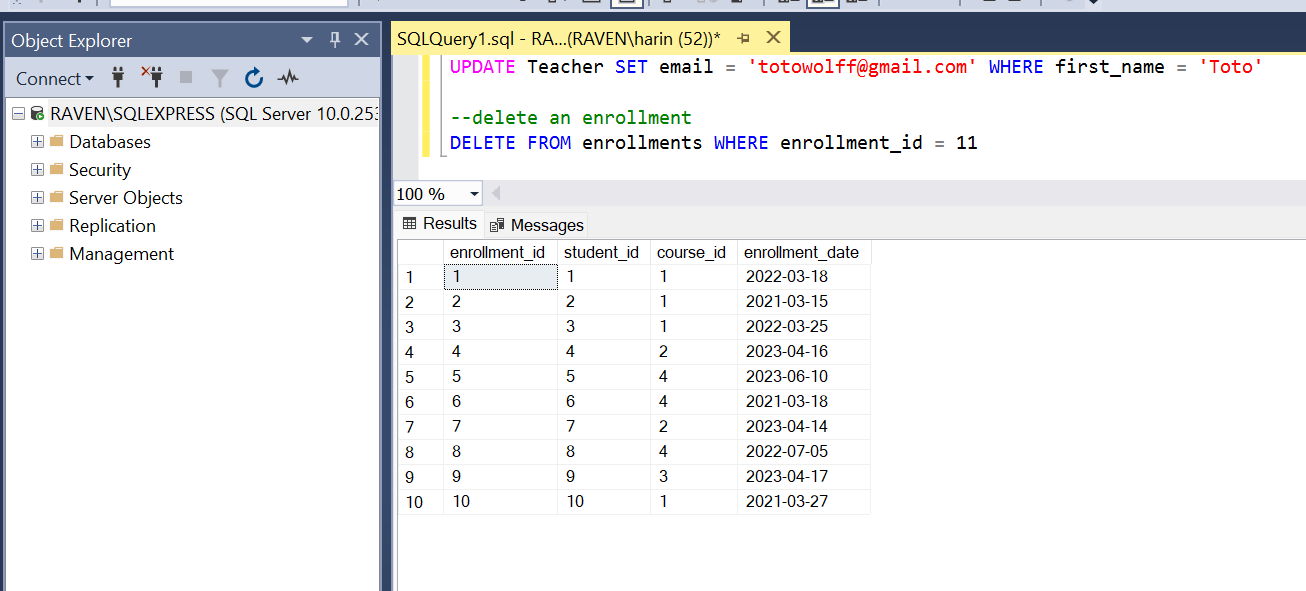 Object Explorer
Connect
RAVEN\SQLEXPRESS (SQL Server 10.0.253
Databases
Security
Server Objects
Replication
Management
SQLQuery1.sql - RA...(RAVEN\harin (52))*
UPDATE Teacher SET email = 'totowolff@gmail.com' WHERE first_name = 'Toto'
--delete an enrollment
DELETE FROM enrollments WHERE enrollment_id = 11
100 %
Results Messages
enrollment_id student_id course_id enrollment_date
1 1 1 1 2022-03-18
2 2 2 1 2021-03-15
3 3 3 1 2022-03-25
4 4 4 2 2023-04-16
5 5 5 4 2023-06-10
6 6 6 4 2021-03-18
7 7 7 2 2023-04-14
8 8 8 4 2022-07-05
9 9 9 3 2023-04-17
10 10 10 1 2021-03-27